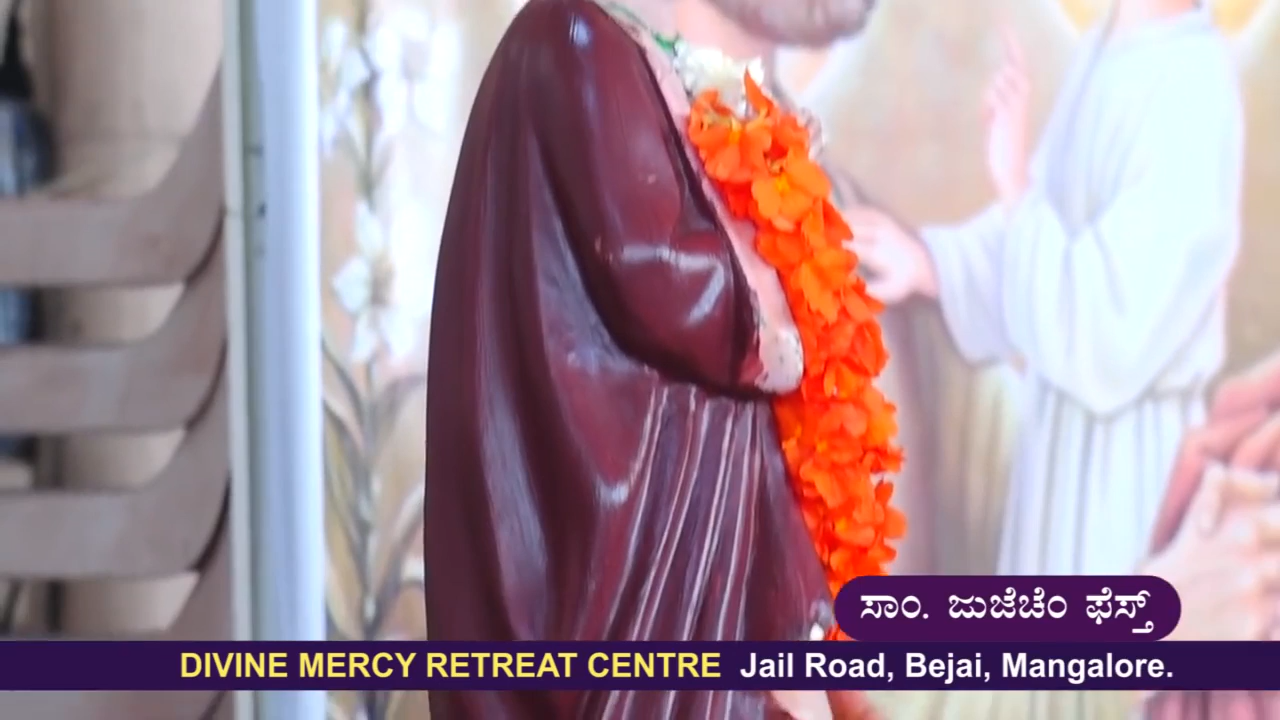 ಸಾಂ. ಜುಜೆಚೆಂ ಫೆಸ್ತ್
DIVINE MERCY RETREAT CENTRE Jail Road, Bejai, Mangalore.